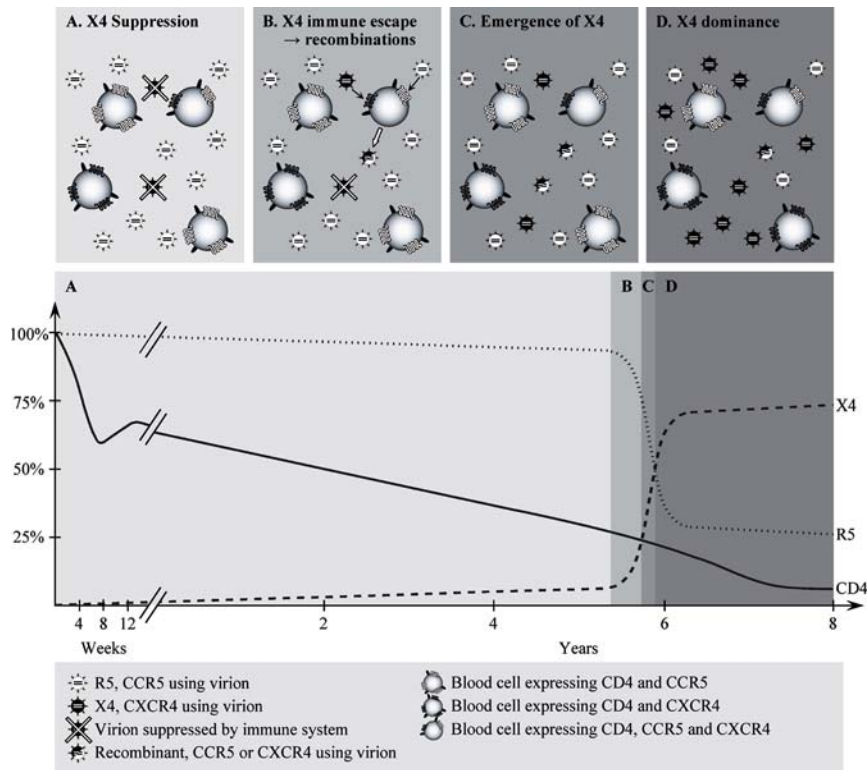 A. X4 Suppression
B. X4 immune escape
→ recombinations
C. Emergence of X4
D. X4 dominance
A
B
C
D
100%
75%
50%
25%
X4
R5
CD4
4
8
12
2
4
6
8
Weeks
Years
R5, CCR5 using virion
X4, CXCR4 using virion
Virion suppressed by immune system
Recombinant, CCR5 or CXCR4 using virion
Blood cell expressing CD4 and CCR5
Blood cell expressing CD4 and CXCR4
Blood cell expressing CD4, CCR5 and CXCR4